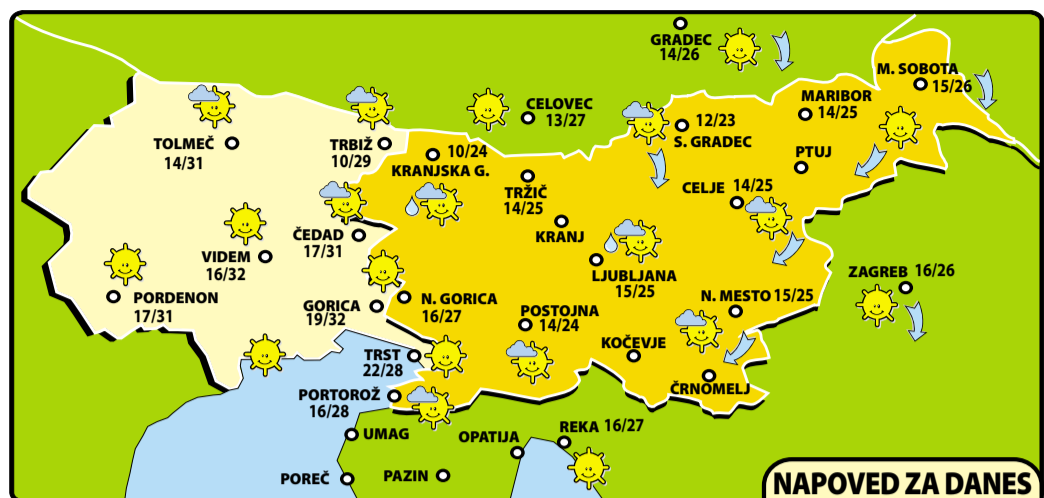 GRADEC
14/26
M. SOBOTA
15/26
MARIBOR
14/25
CELOVEC
13/27
12/23
S. GRADEC
TOLMEČ
14/31
TRBIŽ
10/29
10/24
KRANJSKA G.
PTUJ
TRŽIČ
14/25
CELJE 14/25
KRANJ
ČEDAD
17/31
VIDEM
16/32
LJUBLJANA
15/25
ZAGREB 16/26
PORDENON
17/31
GORICA
19/32
N. GORICA
16/27
N. MESTO 15/25
POSTOJNA
14/24
KOČEVJE
TRST
22/28
ČRNOMELJ
PORTOROŽ
16/28
UMAG
OPATIJA
REKA 16/27
POREČ
PAZIN
NAPOVED ZA DANES